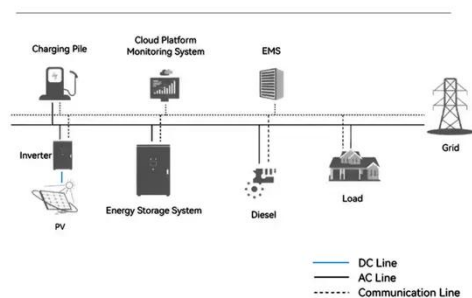 Charging Pile
Cloud Platform
Monitoring System
EMS
Grid
Inverter
PV
Energy Storage System
Diesel
Load
DC Line
AC Line
Communication Line